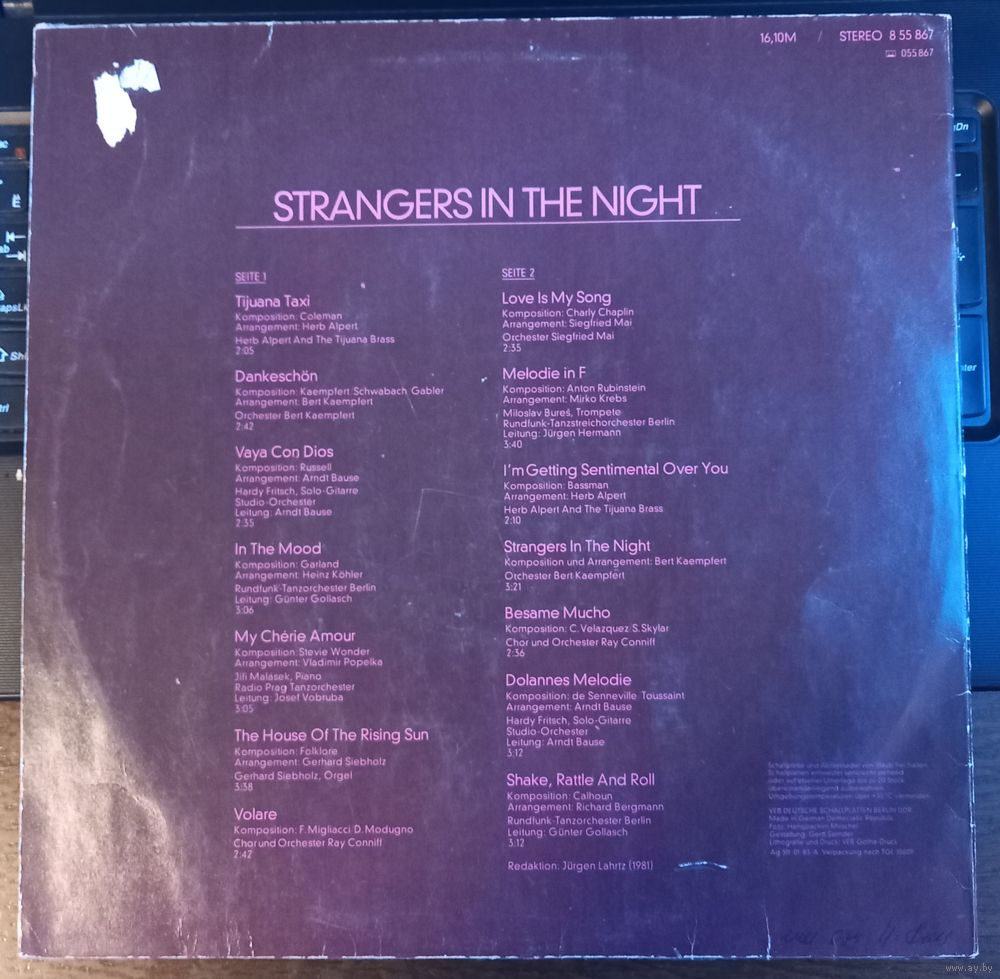 16,10M / STEREO 8 55 867
055867
STRANGERS IN THE NIGHT
SEITE 1
Tijuana Taxi
Komposition: Coleman
Arrangement: Herb Alpert
Herb Alpert And The Tijuana Brass
2:05
Dankeschön
Komposition: Kaempfert Schwabach Gabler
Arrangement: Bert Kaempfert
Orchester Bert Kaempfert
2:42
Vaya Con Dios
Komposition: Russell
Arrangement: Arndt Bause
Hardy Fritsch, Solo-Gitarre
Studio-Orchester
Leitung: Arndt Bause
2:35
In The Mood
Komposition: Garland
Arrangement: Heinz Köhler
Rundfunk-Tanzorchester Berlin
Leitung: Günter Gollasch
3:06
My Chérie Amour
Komposition: Stevie Wonder
Arrangement: Vladimir Popelka
Jiří Malasek, Piano
Radio Prag Tanzorchester
Leitung: Josef Vobruba
3:05
The House Of The Rising Sun
Komposition: Folklore
Arrangement: Gerhard Siebholz
Gerhard Siebholz, Orgel
3:38
Volare
Komposition: F. Migliacci D. Modugno
Chor und Orchester Ray Conniff
2:42
SEITE 2
Love Is My Song
Komposition: Charly Chaplin
Arrangement: Siegfried Mai
Orchester Siegfried Mai
2:35
Melodie in F
Komposition: Anton Rubinstein
Arrangement: Mirko Krebs
Miloslav Bureš, Trompete
Rundfunk-Tanzstreichorchester Berlin
Leitung: Jürgen Hermann
3:40
I'm Getting Sentimental Over You
Komposition: Bassman
Arrangement: Herb Alpert
Herb Alpert And The Tijuana Brass
2:10
Strangers In The Night
Komposition und Arrangement: Bert Kaempfert
Orchester Bert Kaempfert
3:21
Besame Mucho
Komposition: C. Velazquez S. Skylar
Chor und Orchester Ray Conniff
2:36
Dolannes Melodie
Komposition: de Senneville Toussaint
Arrangement: Arndt Bause
Hardy Fritsch, Solo-Gitarre
Studio-Orchester
Leitung: Arndt Bause
3:12
Shake, Rattle And Roll
Komposition: Calhoun
Arrangement: Richard Bergmann
Rundfunk-Tanzorchester Berlin
Leitung: Günter Gollasch
3:12
Redaktion: Jürgen Lahrtz (1981)
VEB DEUTSCHE SCHALLPLATTEN BERLIN DDR
Made in German Democratic Republik
Lithografie und Druck: VEB Gotha-Druck
www.ay.by